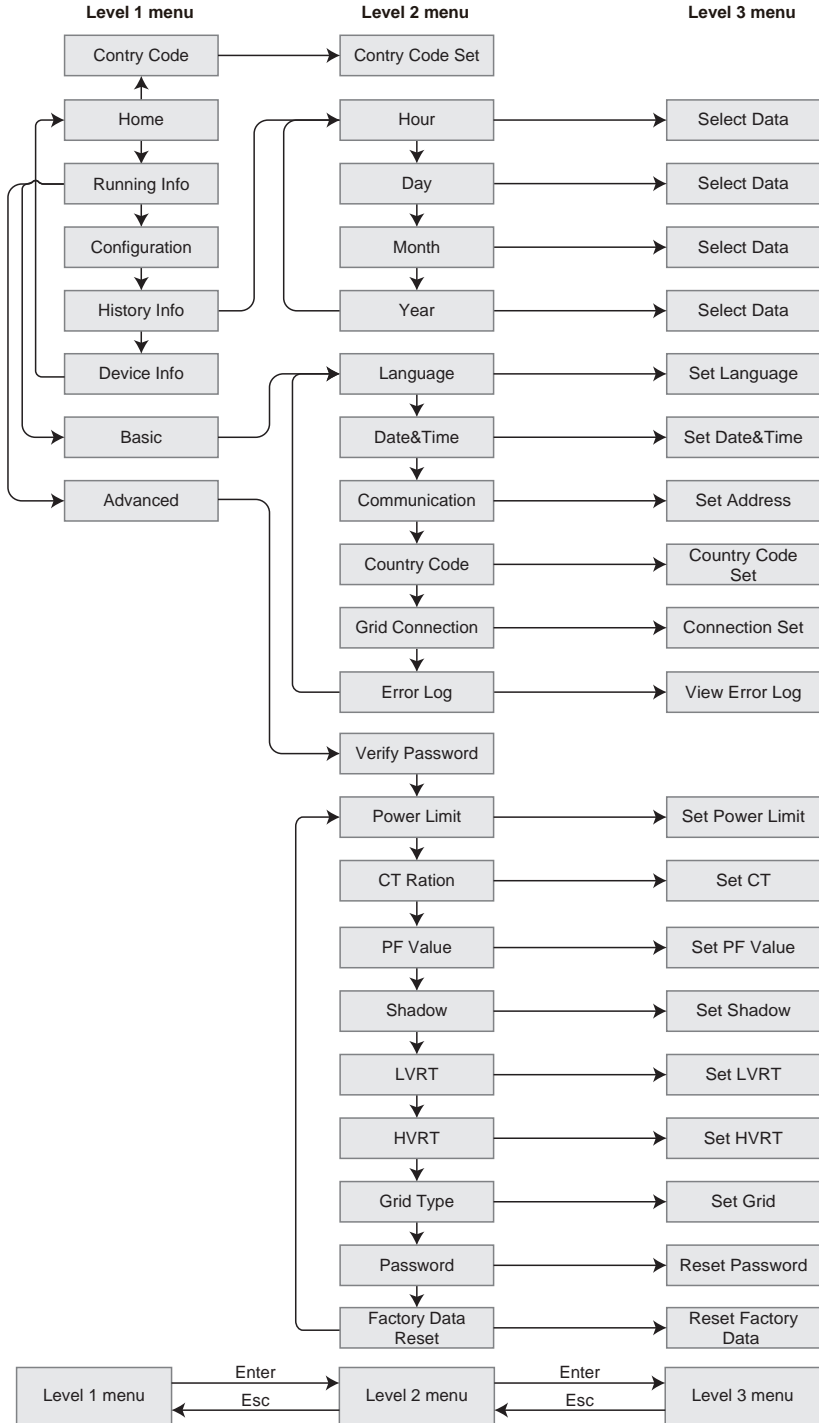 Level 1 menu Level 2 menu Level 3 menu
Contry Code Contry Code Set
Home Hour Select Data
Running Info Day Select Data
Configuration Month Select Data
History Info Year Select Data
Device Info Language Set Language
Basic Date&Time Set Date&Time
Advanced Communication Set Address
Country Code Country Code
Set
Grid Connection Connection Set
Error Log View Error Log
Verify Password
Power Limit Set Power Limit
CT Ration Set CT
PF Value Set PF Value
Shadow Set Shadow
LVRT Set LVRT
HVRT Set HVRT
Grid Type Set Grid
Password Reset Password
Factory Data Reset Factory
Reset Data
Enter Enter
Level 1 menu Level 2 menu Level 3 menu
Esc Esc